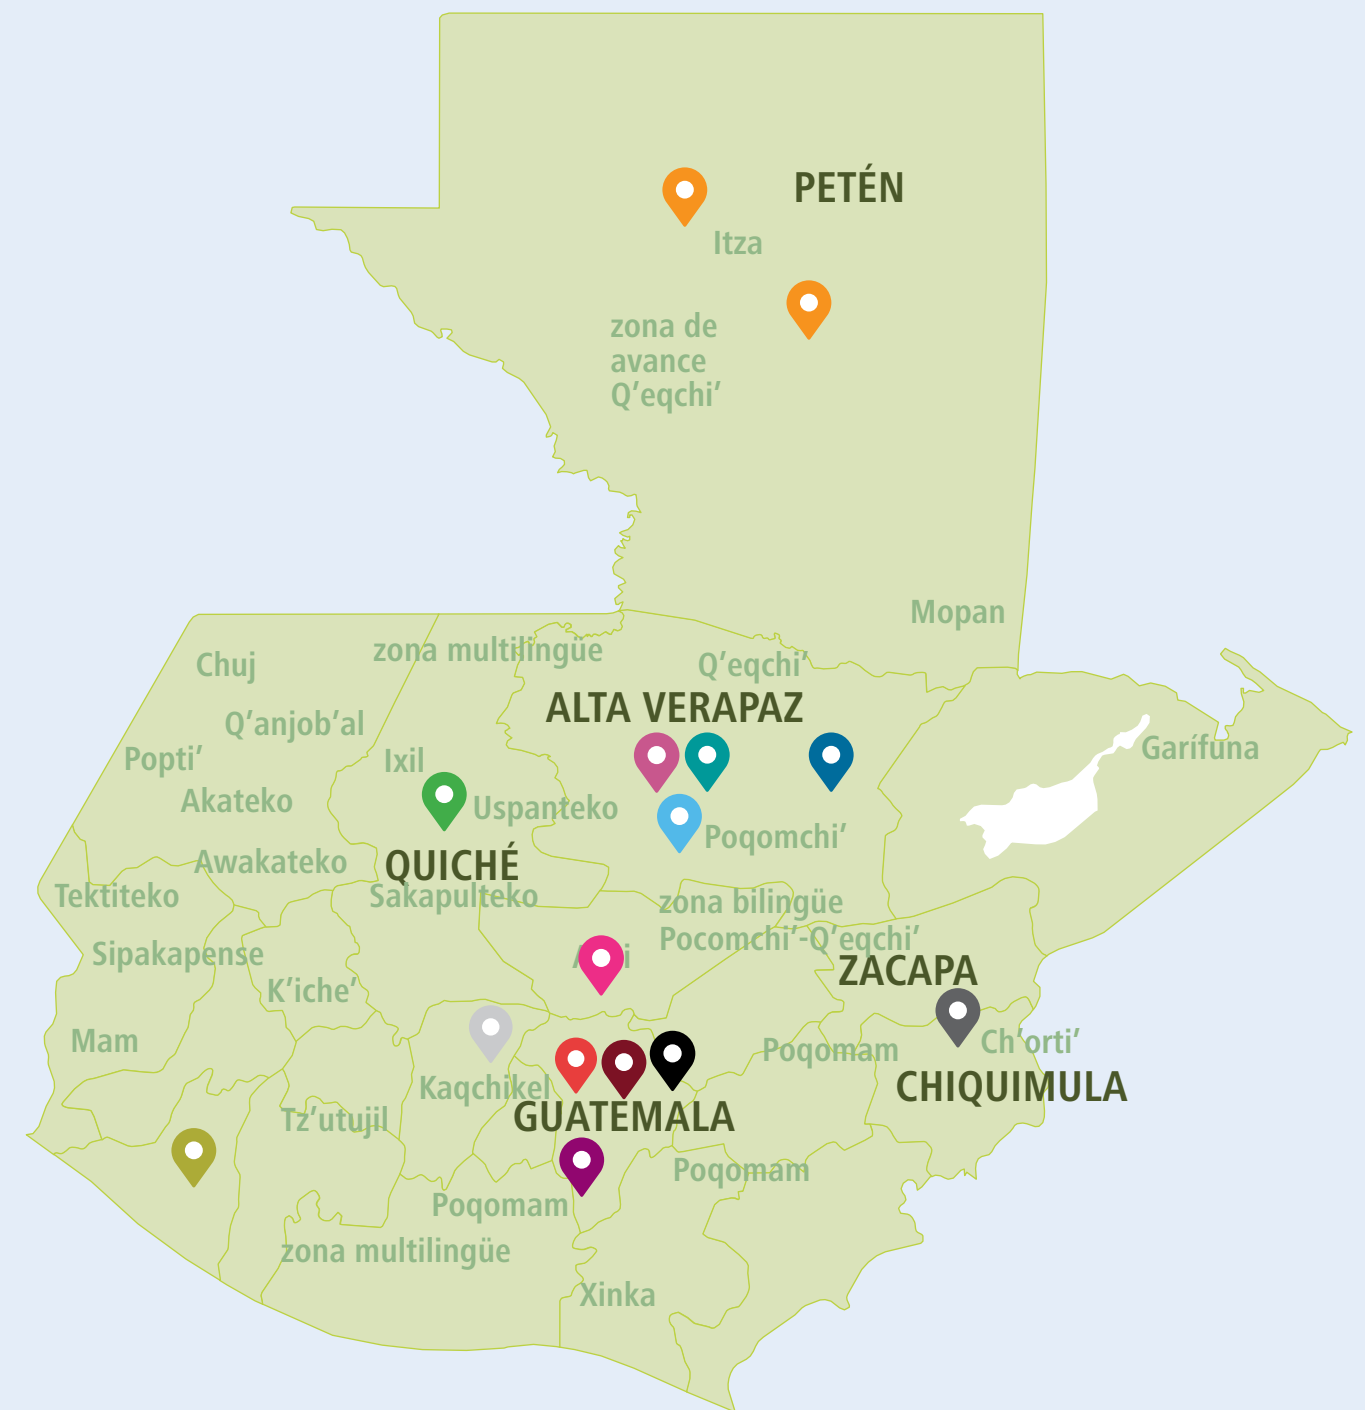 PETÉN
Itza
zona de
avance
Q’eqchi’
Mopan
zona multilingüe
Chuj
Q’eqchi’
ALTA VERAPAZ
Q’anjob’al
Popti’
Ixil
Garífuna
Akateko
Uspanteko
Poqomchi’
Awakateko
QUICHÉ
Tektiteko
Sakapulteko
zona bilingüe
Pocomchi’-Q’eqchi’
Sipakapense
ZACAPA
K’iche’
Mam
Poqomam
Ch’orti’
Kaqchikel
CHIQUIMULA
GUATEMALA
Tz’utujil
Poqomam
Poqomam
zona multilingüe
Xinka